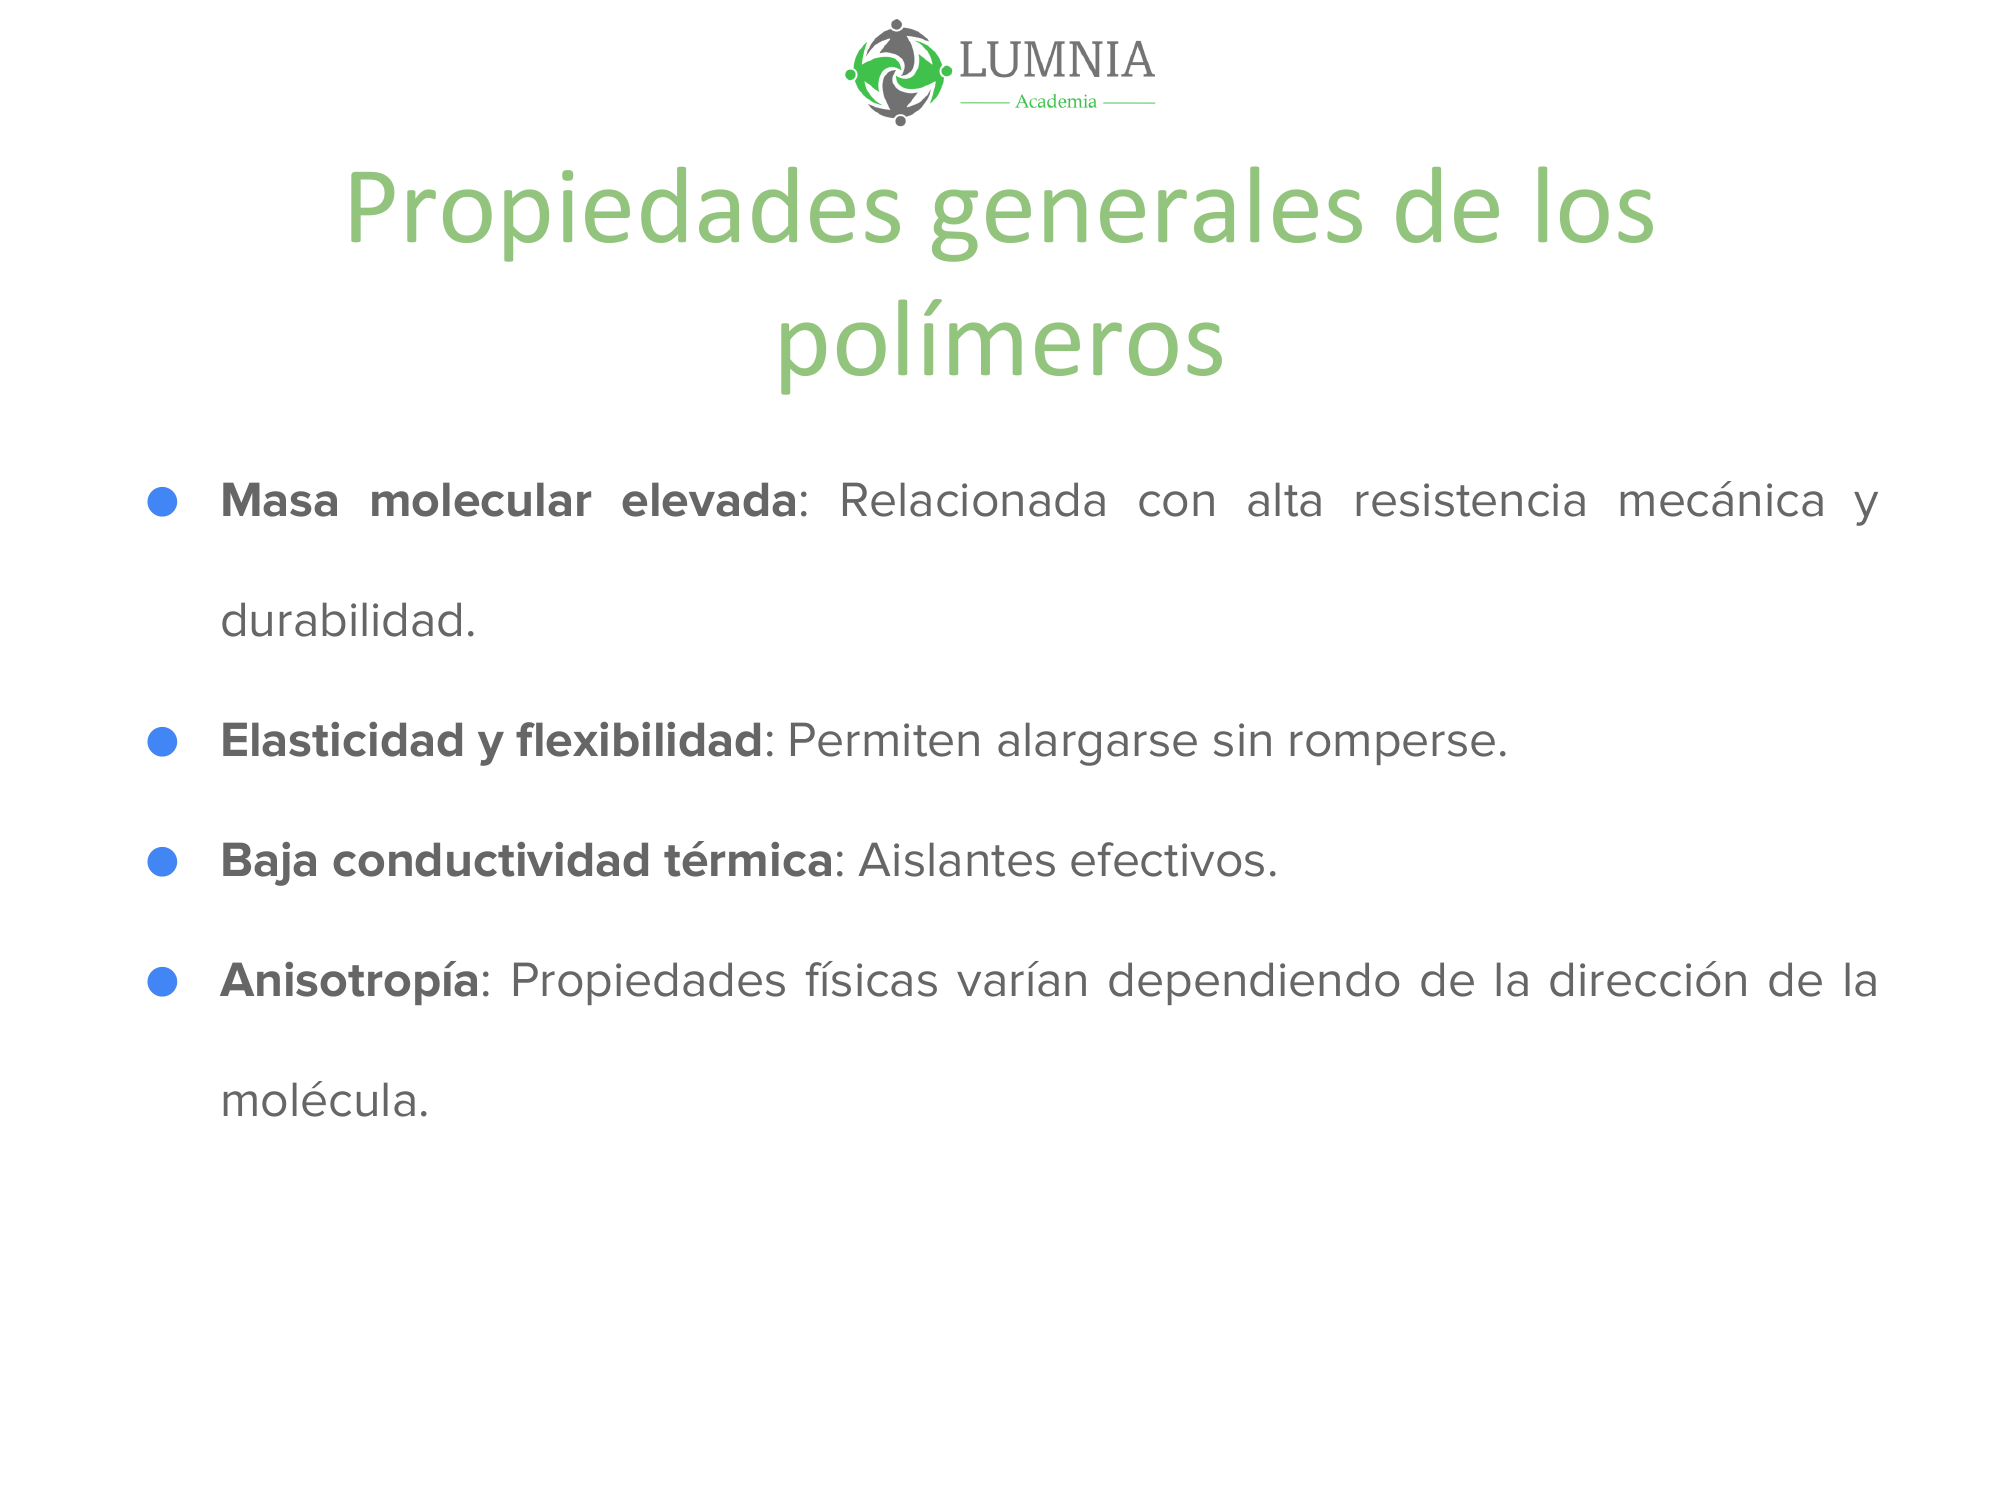 LUMNIA
Academia
Propiedades generales de los
polímeros
● Masa molecular elevada: Relacionada con alta resistencia mecánica y
durabilidad.
● Elasticidad y flexibilidad: Permiten alargarse sin romperse.
● Baja conductividad térmica: Aislantes efectivos.
● Anisotropía: Propiedades físicas varían dependiendo de la dirección de la
molécula.